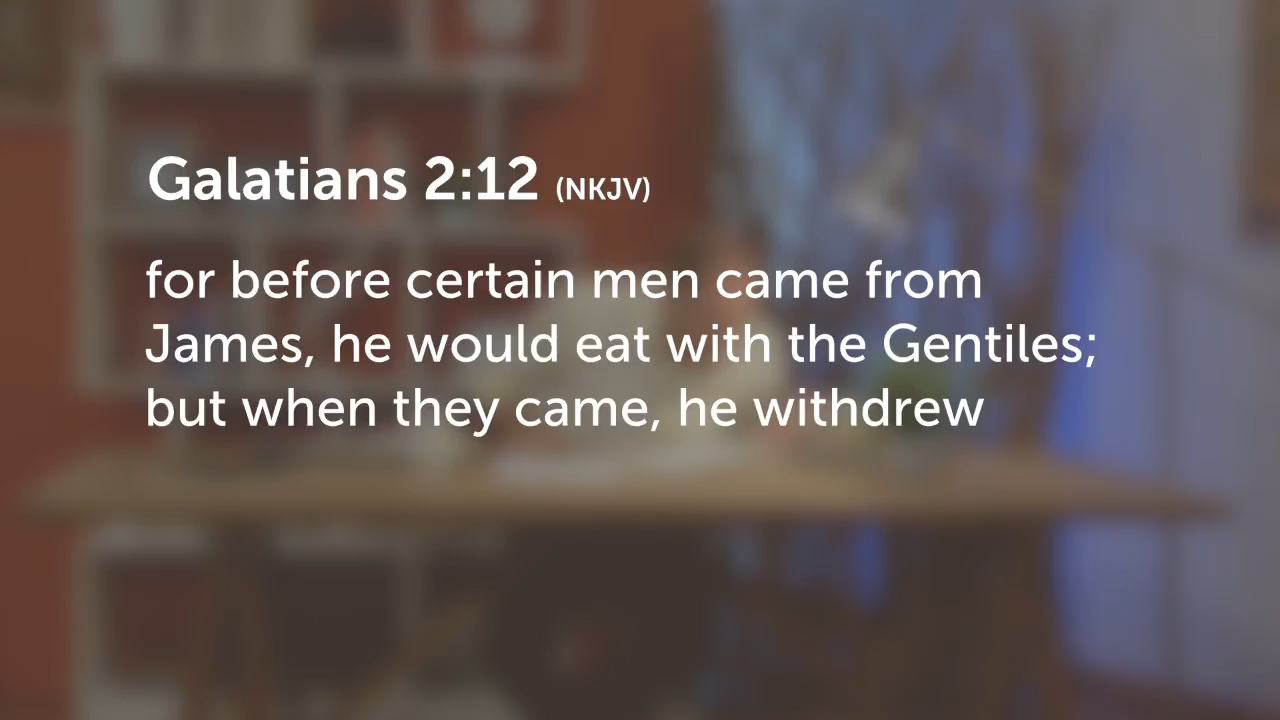 Galatians 2:12 (NKJV)
for before certain men came from
James, he would eat with the Gentiles;
but when they came, he withdrew